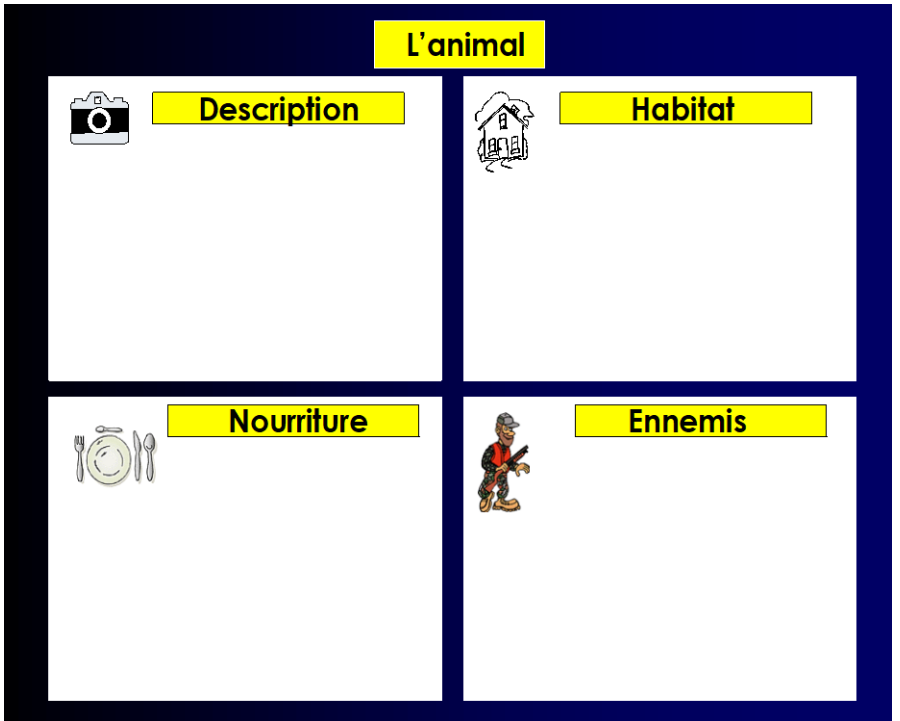 L’animal
Description
Habitat
Nourriture
Ennemis